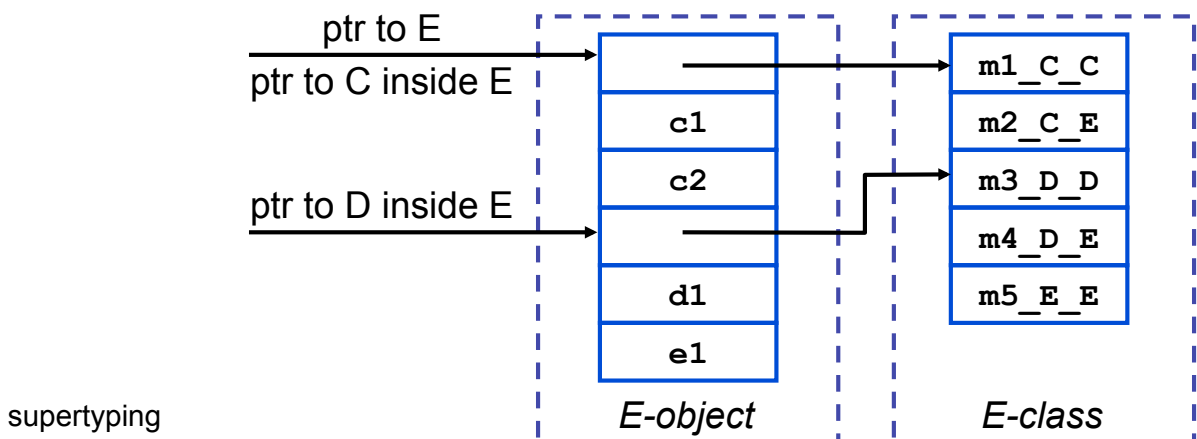 ptr to E
m1_C_C
ptr to C inside E
c1
m2_C_E
c2
m3_D_D
ptr to D inside E
m4_D_E
d1
m5_E_E
e1
supertyping
E-object
E-class